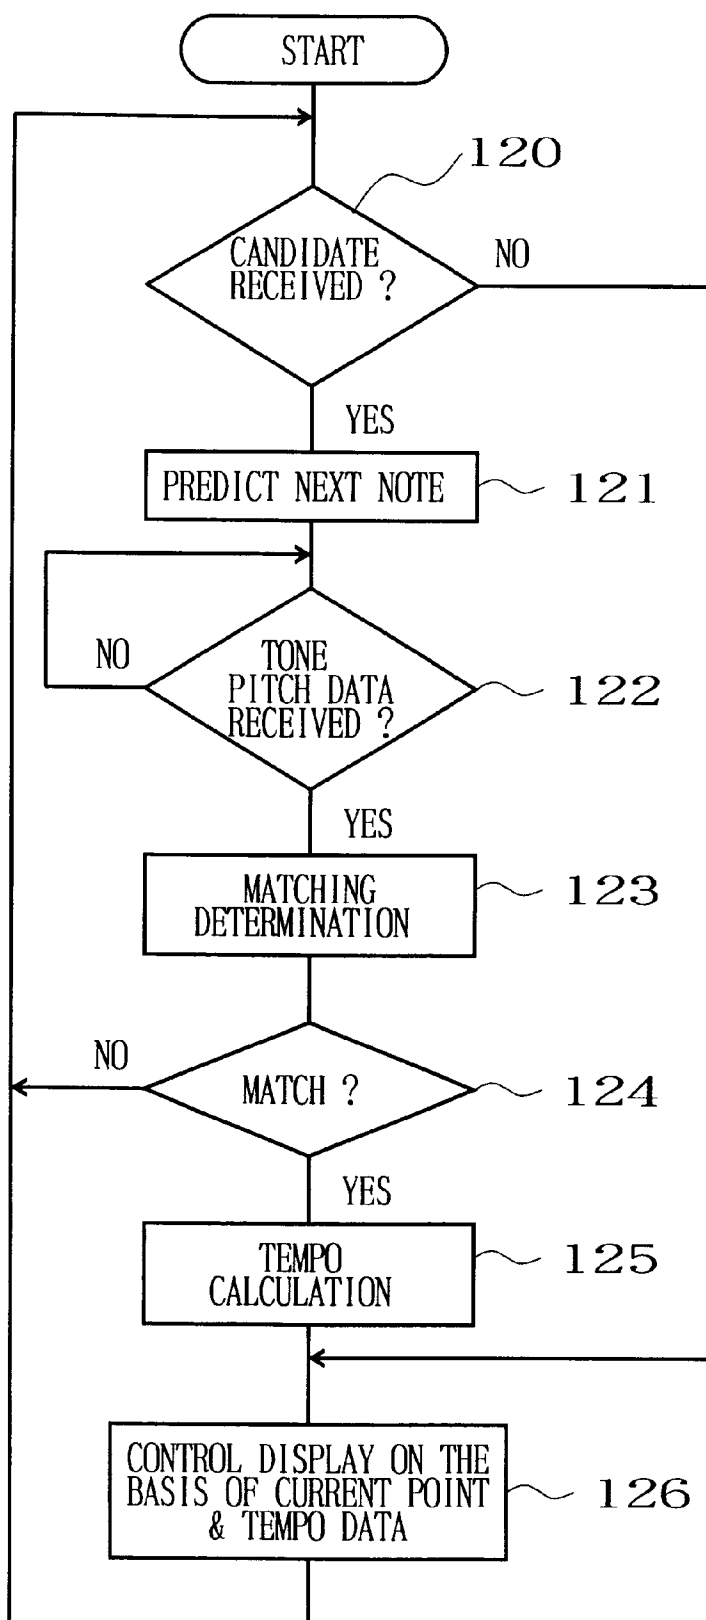 START
120
CANDIDATE
RECEIVED ?
NO
YES
PREDICT NEXT NOTE
121
NO
TONE
PITCH DATA
RECEIVED ?
122
YES
MATCHING
DETERMINATION
123
NO
MATCH ?
124
YES
TEMPO
CALCULATION
125
CONTROL DISPLAY ON THE
BASIS OF CURRENT POINT
& TEMPO DATA
126